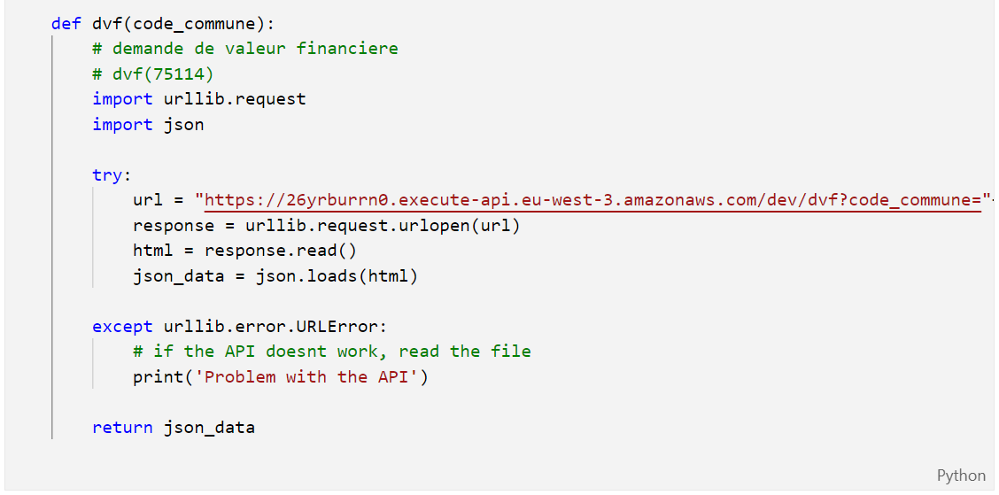 def dvf(code_commune):
# demande de valeur financiere
# dvf(75114)
import urllib.request
import json
try:
url = "https://26yrburrn0.execute-api.eu-west-3.amazonaws.com/dev/dvf?code_commune="
response = urllib.request.urlopen(url)
html = response.read()
json_data = json.loads(html)
except urllib.error.URLError:
# if the API doesnt work, read the file
print('Problem with the API')
return json_data
Python